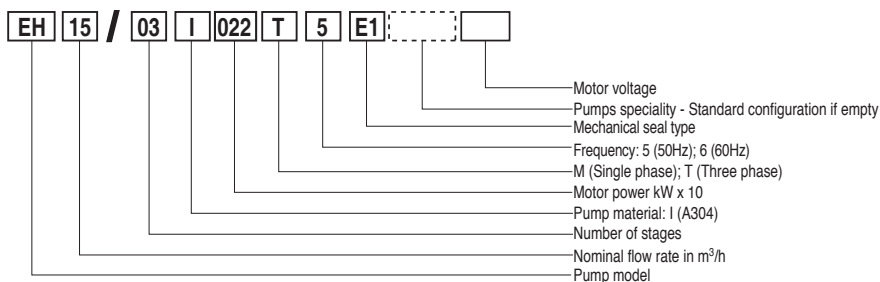 EH 15 / 03 I 022 T 5 E1
Motor voltage
Pumps speciality - Standard configuration if empty
Mechanical seal type
Frequency: 5 (50Hz); 6 (60Hz)
M (Single phase); T (Three phase)
Motor power kW x 10
Pump material: I (A304)
Number of stages
Nominal flow rate in m³/h
Pump model